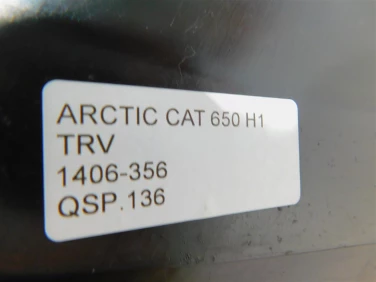 ARCTIC CAT 650 H1
TRV
1406-356
QSP.136